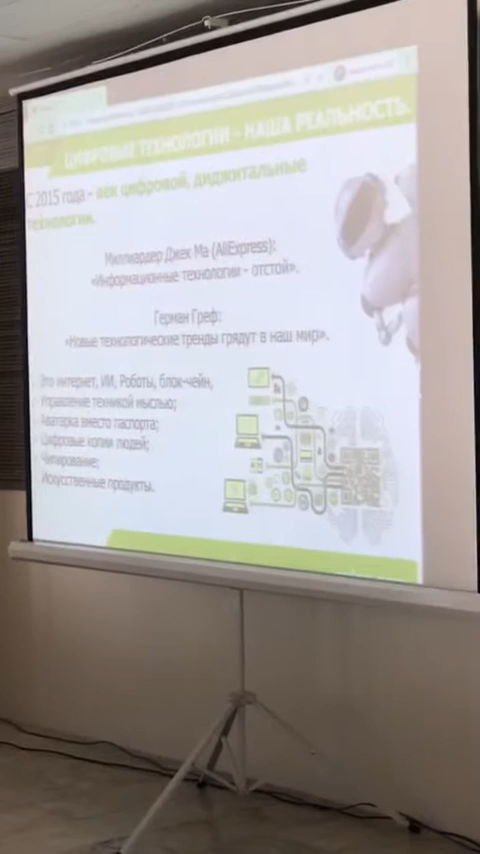 ЦИФРОВЫЕ ТЕХНОЛОГИИ - НАША РЕАЛЬНОСТЬ
С 2015 года - век цифровой, диджитальные
технологии.
Миллиардер Джек Ма (AliExpress):
«Информационные технологии - отстой».
Герман Греф:
«Новые технологические тренды грядут в наш мир».
Это интернет, ИИ, Роботы, блок-чейн,
Управление техникой мыслью;
Аватарка вместо паспорта;
Цифровые копии людей;
Чипирование;
Искусственные продукты.